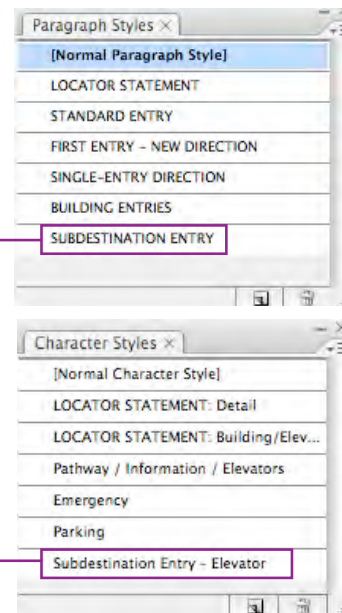 Paragraph Styles ×
[Normal Paragraph Style]
LOCATOR STATEMENT
STANDARD ENTRY
FIRST ENTRY – NEW DIRECTION
SINGLE-ENTRY DIRECTION
BUILDING ENTRIES
SUBDESTINATION ENTRY
Character Styles ×
[Normal Character Style]
LOCATOR STATEMENT: Detail
LOCATOR STATEMENT: Building/Elev...
Pathway / Information / Elevators
Emergency
Parking
Subdestination Entry – Elevator